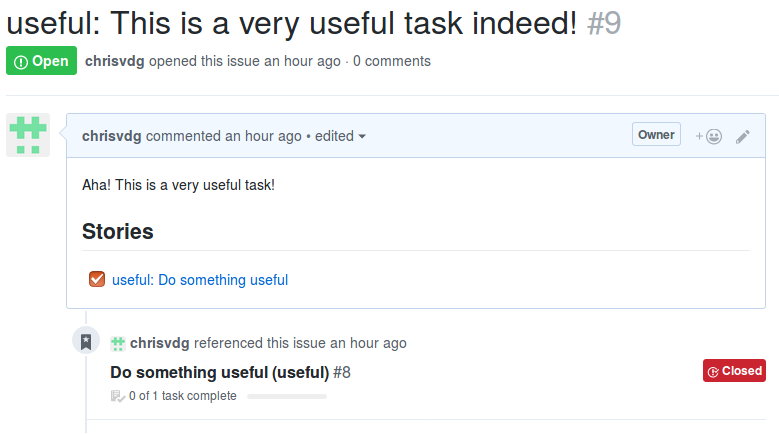 useful: This is a very useful task indeed! #9
Open chrisvdg opened this issue an hour ago · 0 comments
chrisvdg commented an hour ago • edited Owner +
Aha! This is a very useful task!
Stories
useful: Do something useful
chrisvdg referenced this issue an hour ago
Do something useful (useful) #8 Closed
0 of 1 task complete